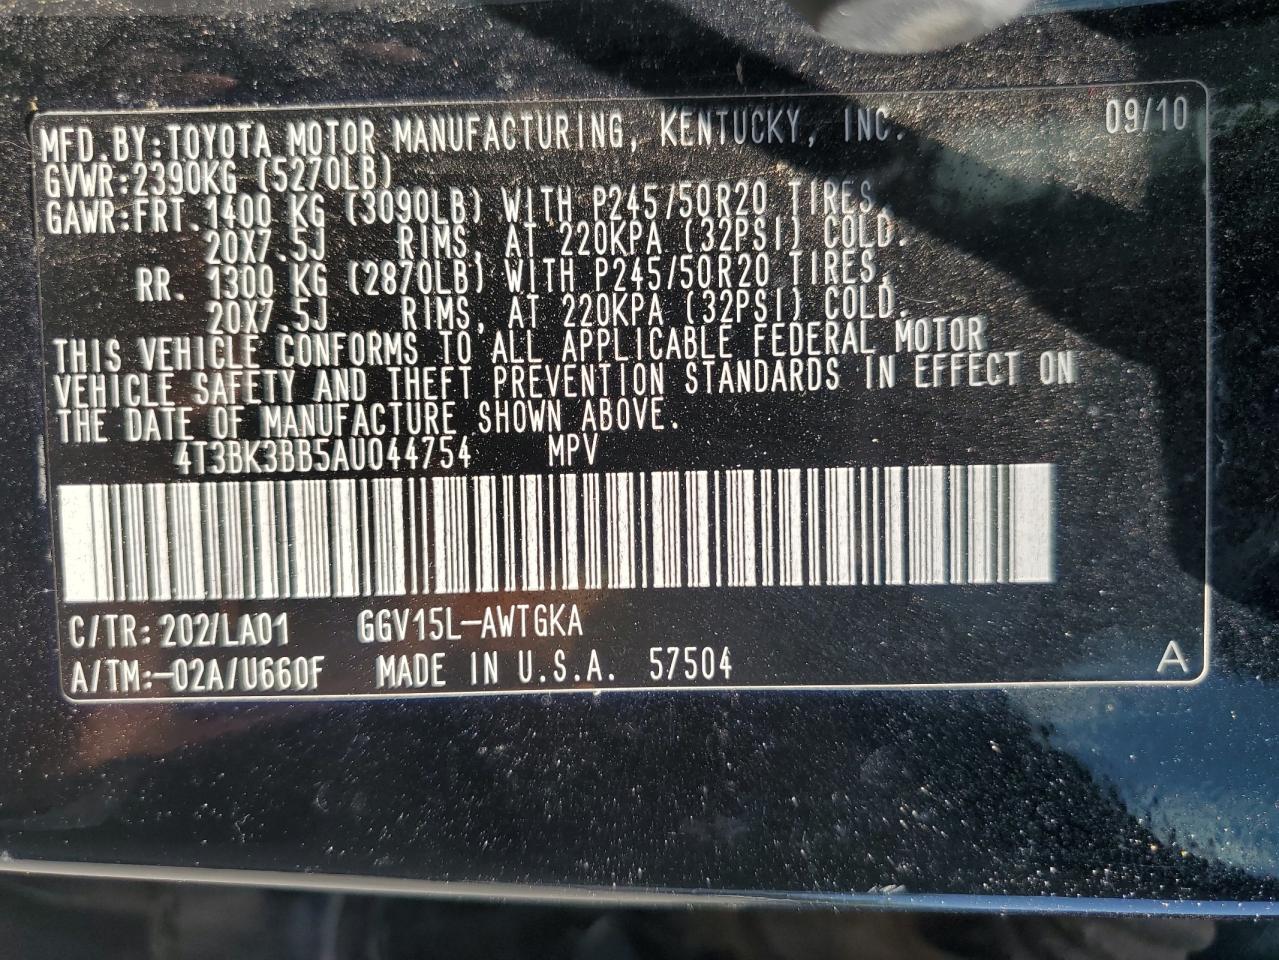 MFD.BY:TOYOTA MOTOR MANUFACTURING, KENTUCKY, INC. 09/10
GVWR:2390KG (5270LB)
GAWR:FRT. 1400 KG (3090LB) WITH P245/50R20 TIRES,
20X7.5J RIMS, AT 220KPA (32PSI) COLD.
RR. 1300 KG (2870LB) WITH P245/50R20 TIRES,
20X7.5J RIMS, AT 220KPA (32PSI) COLD.
THIS VEHICLE CONFORMS TO ALL APPLICABLE FEDERAL MOTOR
VEHICLE SAFETY AND THEFT PREVENTION STANDARDS IN EFFECT ON
THE DATE OF MANUFACTURE SHOWN ABOVE.
4T3BK3BB5AU044754 MPV
C/TR:202/LA01 GGV15L-AWTGKA
A/TM:-02A/U660F MADE IN U.S.A. 57504 A